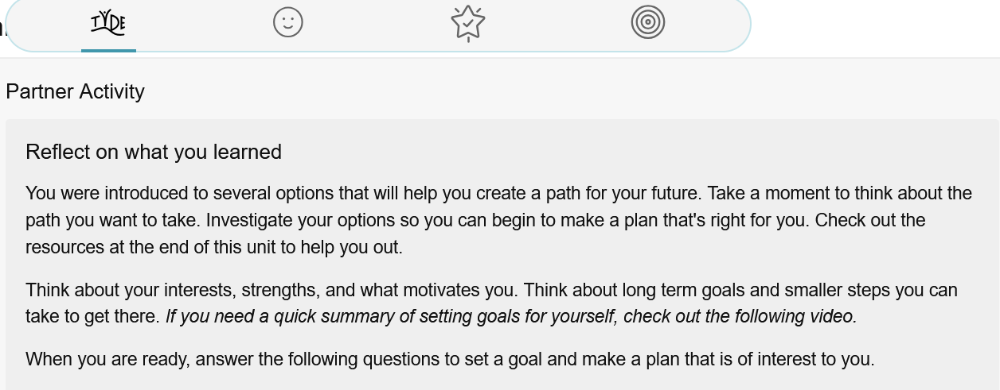 TYDE
Partner Activity
Reflect on what you learned
You were introduced to several options that will help you create a path for your future. Take a moment to think about the
path you want to take. Investigate your options so you can begin to make a plan that's right for you. Check out the
resources at the end of this unit to help you out.
Think about your interests, strengths, and what motivates you. Think about long term goals and smaller steps you can
take to get there. If you need a quick summary of setting goals for yourself, check out the following video.
When you are ready, answer the following questions to set a goal and make a plan that is of interest to you.